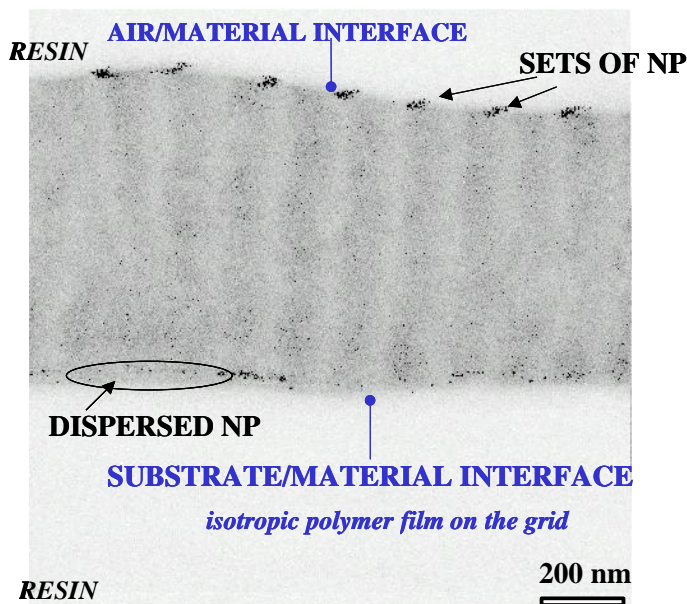 AIR/MATERIAL INTERFACE
RESIN
SETS OF NP
DISPERSED NP
SUBSTRATE/MATERIAL INTERFACE
isotropic polymer film on the grid
200 nm
RESIN